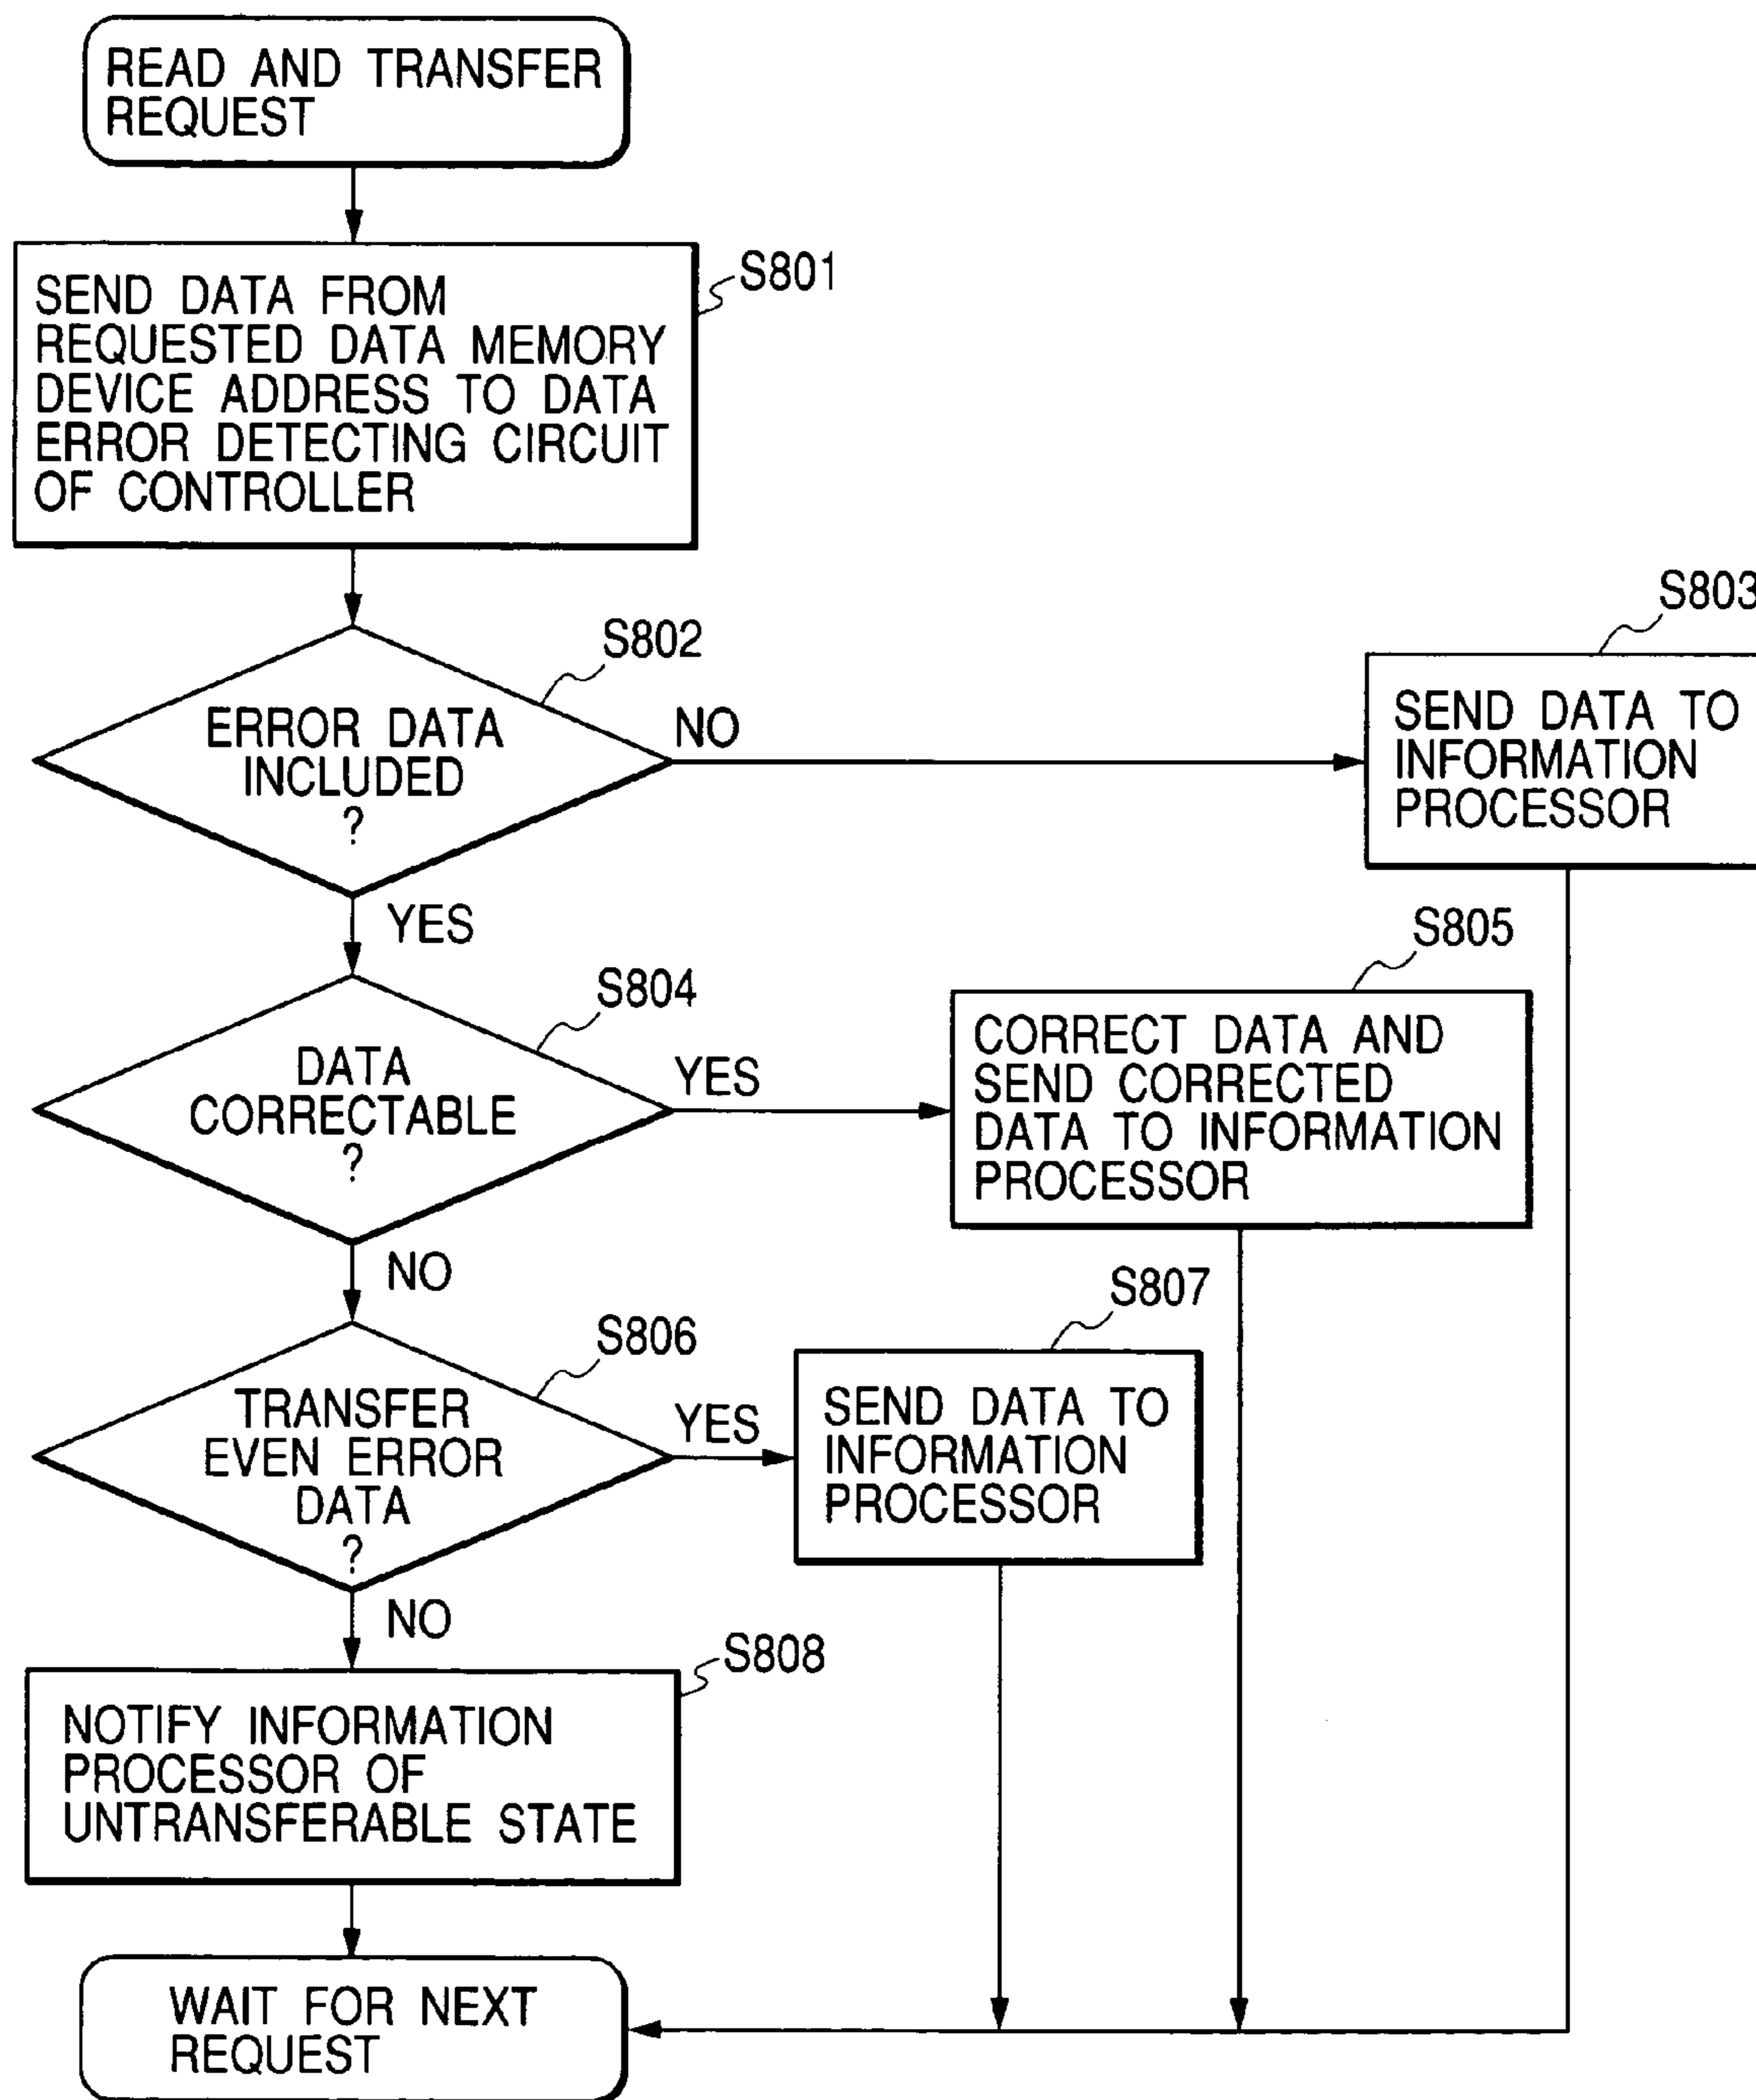 READ AND TRANSFER
REQUEST
S801
SEND DATA FROM
REQUESTED DATA MEMORY
DEVICE ADDRESS TO DATA
ERROR DETECTING CIRCUIT
OF CONTROLLER
S802
ERROR DATA
INCLUDED
?
NO
YES
S803
SEND DATA TO
INFORMATION
PROCESSOR
S804
DATA
CORRECTABLE
?
YES
NO
S805
CORRECT DATA AND
SEND CORRECTED
DATA TO INFORMATION
PROCESSOR
S806
TRANSFER
EVEN ERROR
DATA
?
YES
NO
S807
SEND DATA TO
INFORMATION
PROCESSOR
S808
NOTIFY INFORMATION
PROCESSOR OF
UNTRANSFERABLE STATE
WAIT FOR NEXT
REQUEST